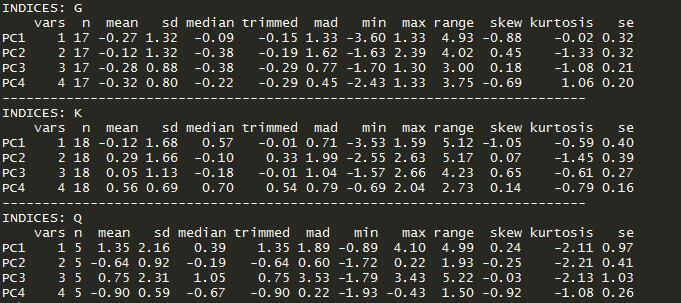 INDICES: G
vars n mean sd median trimmed mad min max range skew kurtosis se
PC1 1 17 -0.27 1.32 -0.09 -0.15 1.33 -3.60 1.33 4.93 -0.88 -0.02 0.32
PC2 2 17 -0.12 1.32 -0.38 -0.19 1.62 -1.63 2.39 4.02 0.45 -1.33 0.32
PC3 3 17 -0.28 0.88 -0.38 -0.29 0.77 -1.70 1.30 3.00 0.18 -1.08 0.21
PC4 4 17 -0.32 0.80 -0.22 -0.29 0.45 -2.43 1.33 3.75 -0.69 1.06 0.20
------------------------------------------------------------------------
INDICES: K
vars n mean sd median trimmed mad min max range skew kurtosis se
PC1 1 18 -0.12 1.68 0.57 -0.01 0.71 -3.53 1.59 5.12 -1.05 -0.59 0.40
PC2 2 18 0.29 1.66 -0.10 0.33 1.99 -2.55 2.63 5.17 0.07 -1.45 0.39
PC3 3 18 0.05 1.13 -0.18 -0.01 1.04 -1.57 2.66 4.23 0.65 -0.61 0.27
PC4 4 18 0.56 0.69 0.70 0.54 0.79 -0.69 2.04 2.73 0.14 -0.79 0.16
------------------------------------------------------------------------
INDICES: Q
vars n mean sd median trimmed mad min max range skew kurtosis se
PC1 1 5 1.35 2.16 0.39 1.35 1.89 -0.89 4.10 4.99 0.24 -2.11 0.97
PC2 2 5 -0.64 0.92 -0.19 -0.64 0.60 -1.72 0.22 1.93 -0.25 -2.21 0.41
PC3 3 5 0.75 2.31 1.05 0.75 3.53 -1.79 3.43 5.22 -0.03 -2.13 1.03
PC4 4 5 -0.90 0.59 -0.67 -0.90 0.22 -1.93 -0.43 1.50 -0.92 -1.08 0.26